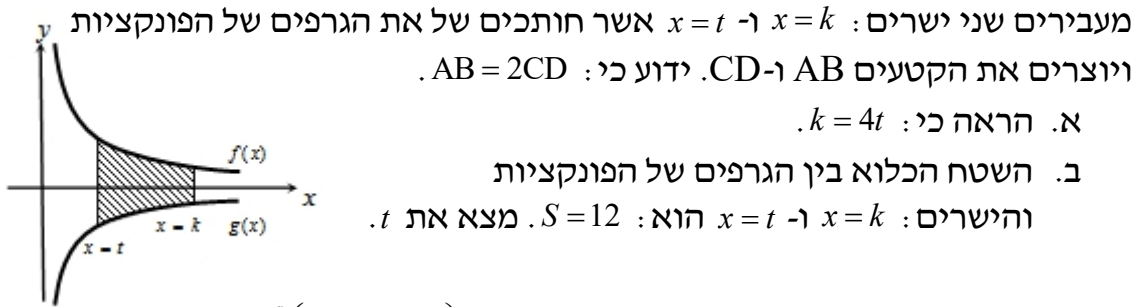 מעבירים שני ישרים: x = k ו- x = t אשר חותכים של את הגרפים של הפונקציות
ויוצרים את הקטעים AB ו-CD. ידוע כי: AB = 2CD.
א. הראה כי: k = 4t.
ב. השטח הכלוא בין הגרפים של הפונקציות
והישרים: x = k ו- x = t הוא: S = 12. מצא את t.
y
f(x)
x
x = k
g(x)
x = t